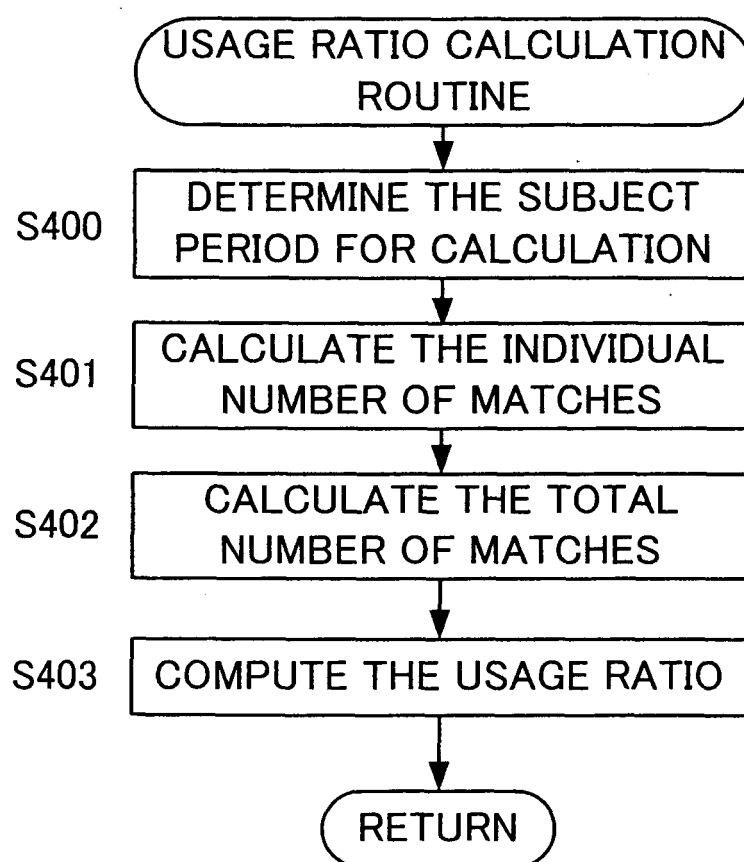 USAGE RATIO CALCULATION
ROUTINE
S400
DETERMINE THE SUBJECT
PERIOD FOR CALCULATION
S401
CALCULATE THE INDIVIDUAL
NUMBER OF MATCHES
S402
CALCULATE THE TOTAL
NUMBER OF MATCHES
S403
COMPUTE THE USAGE RATIO
RETURN